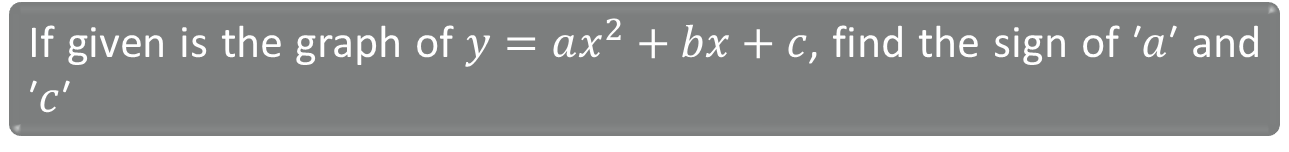 If given is the graph of y = ax² + bx + c, find the sign of 'a' and
'c'